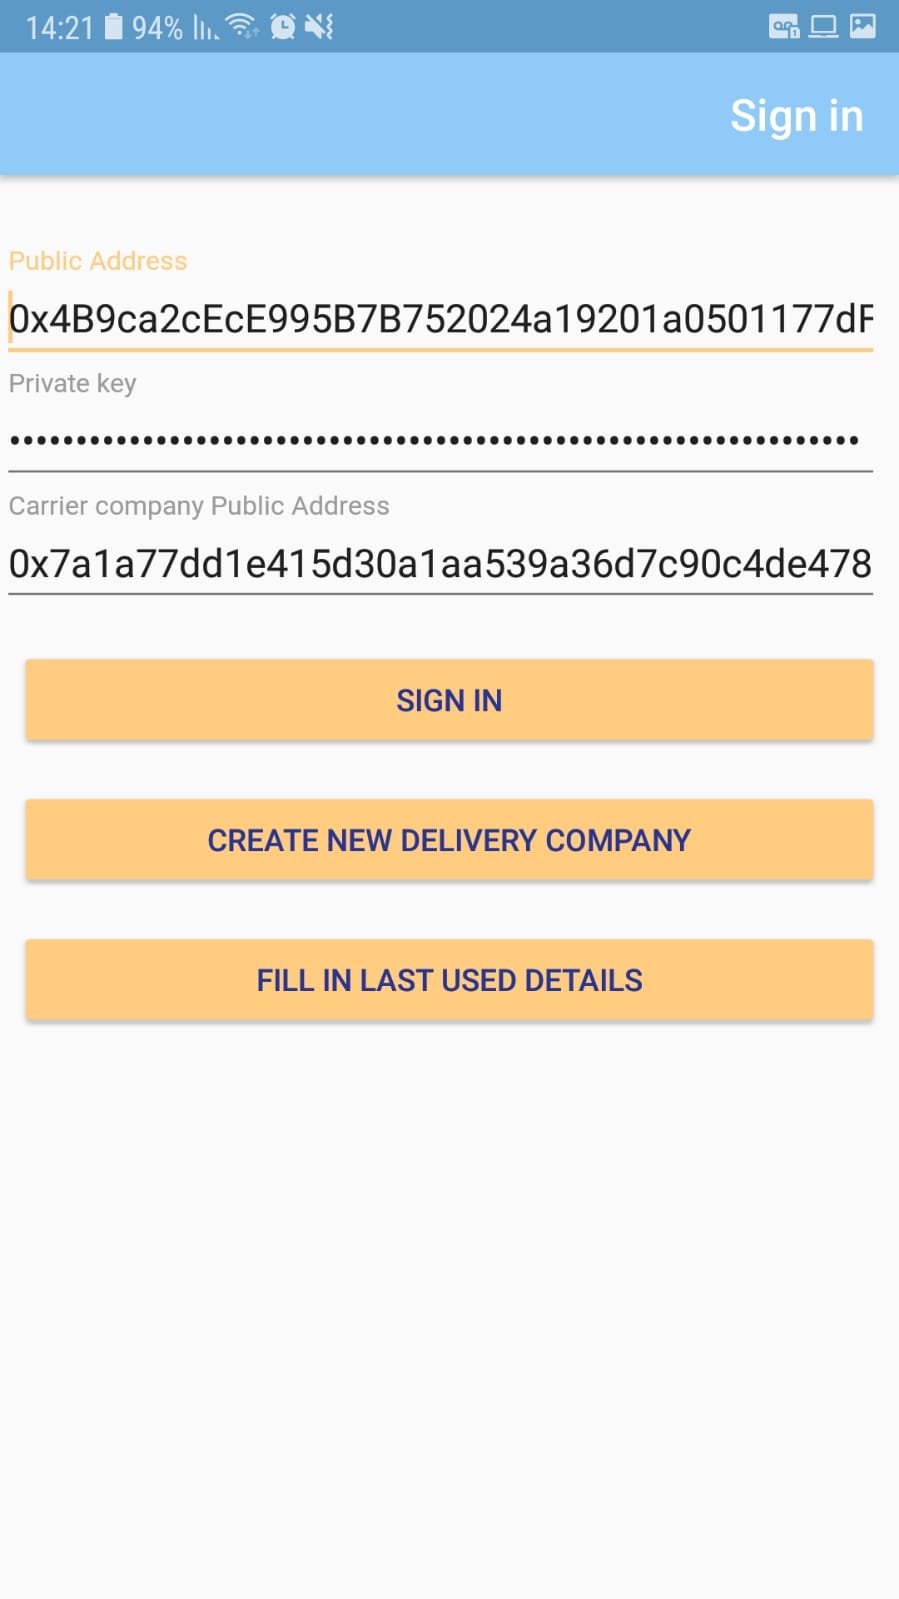 14:21 94%
Sign in
Public Address
0x4B9ca2cEcE995B7B752024a19201a0501177dF
Private key
••••••••••••••••••••••••••••••••••••••••••••••••••••••••••••••••
Carrier company Public Address
0x7a1a77dd1e415d30a1aa539a36d7c90c4de478
SIGN IN
CREATE NEW DELIVERY COMPANY
FILL IN LAST USED DETAILS